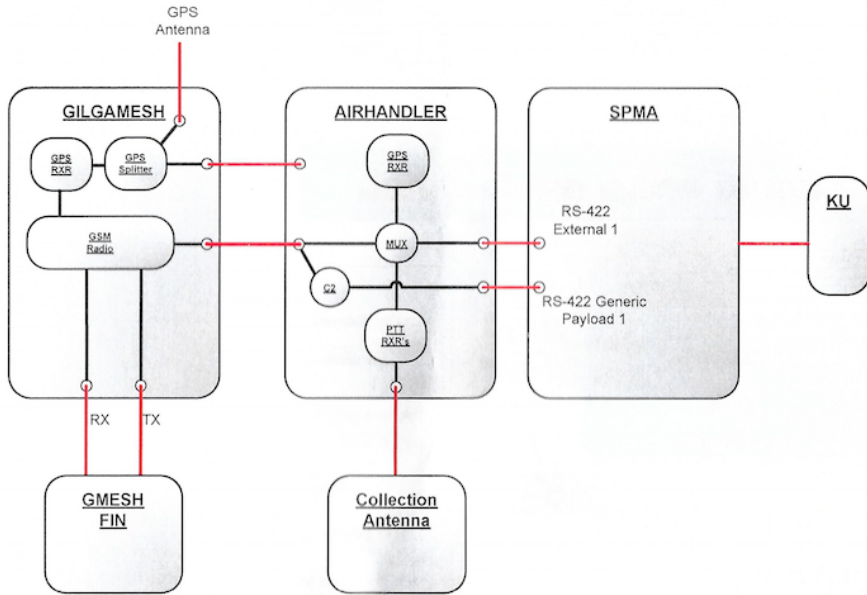 GPS
Antenna
GILGAMESH
GPS
RXR
GPS
Splitter
GSM
Radio
RX
TX
GMESH
FIN
AIRHANDLER
GPS
RXR
MUX
C2
PTT
RXR's
Collection
Antenna
SPMA
RS-422
External 1
RS-422 Generic
Payload 1
KU